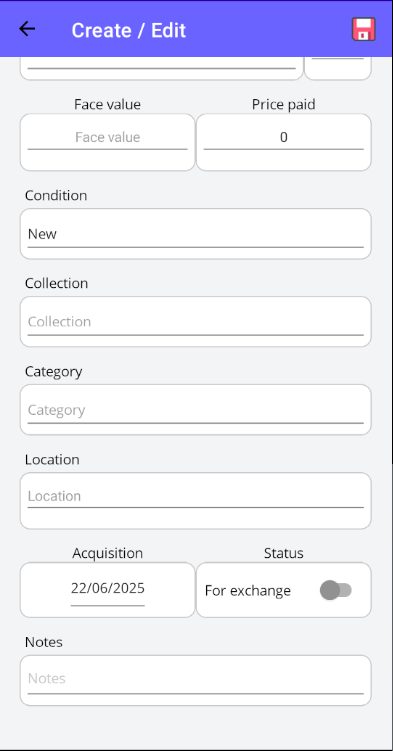 Create / Edit
Face value Price paid
Face value 0
Condition
New
Collection
Collection
Category
Category
Location
Location
Acquisition Status
22/06/2025 For exchange
Notes
Notes